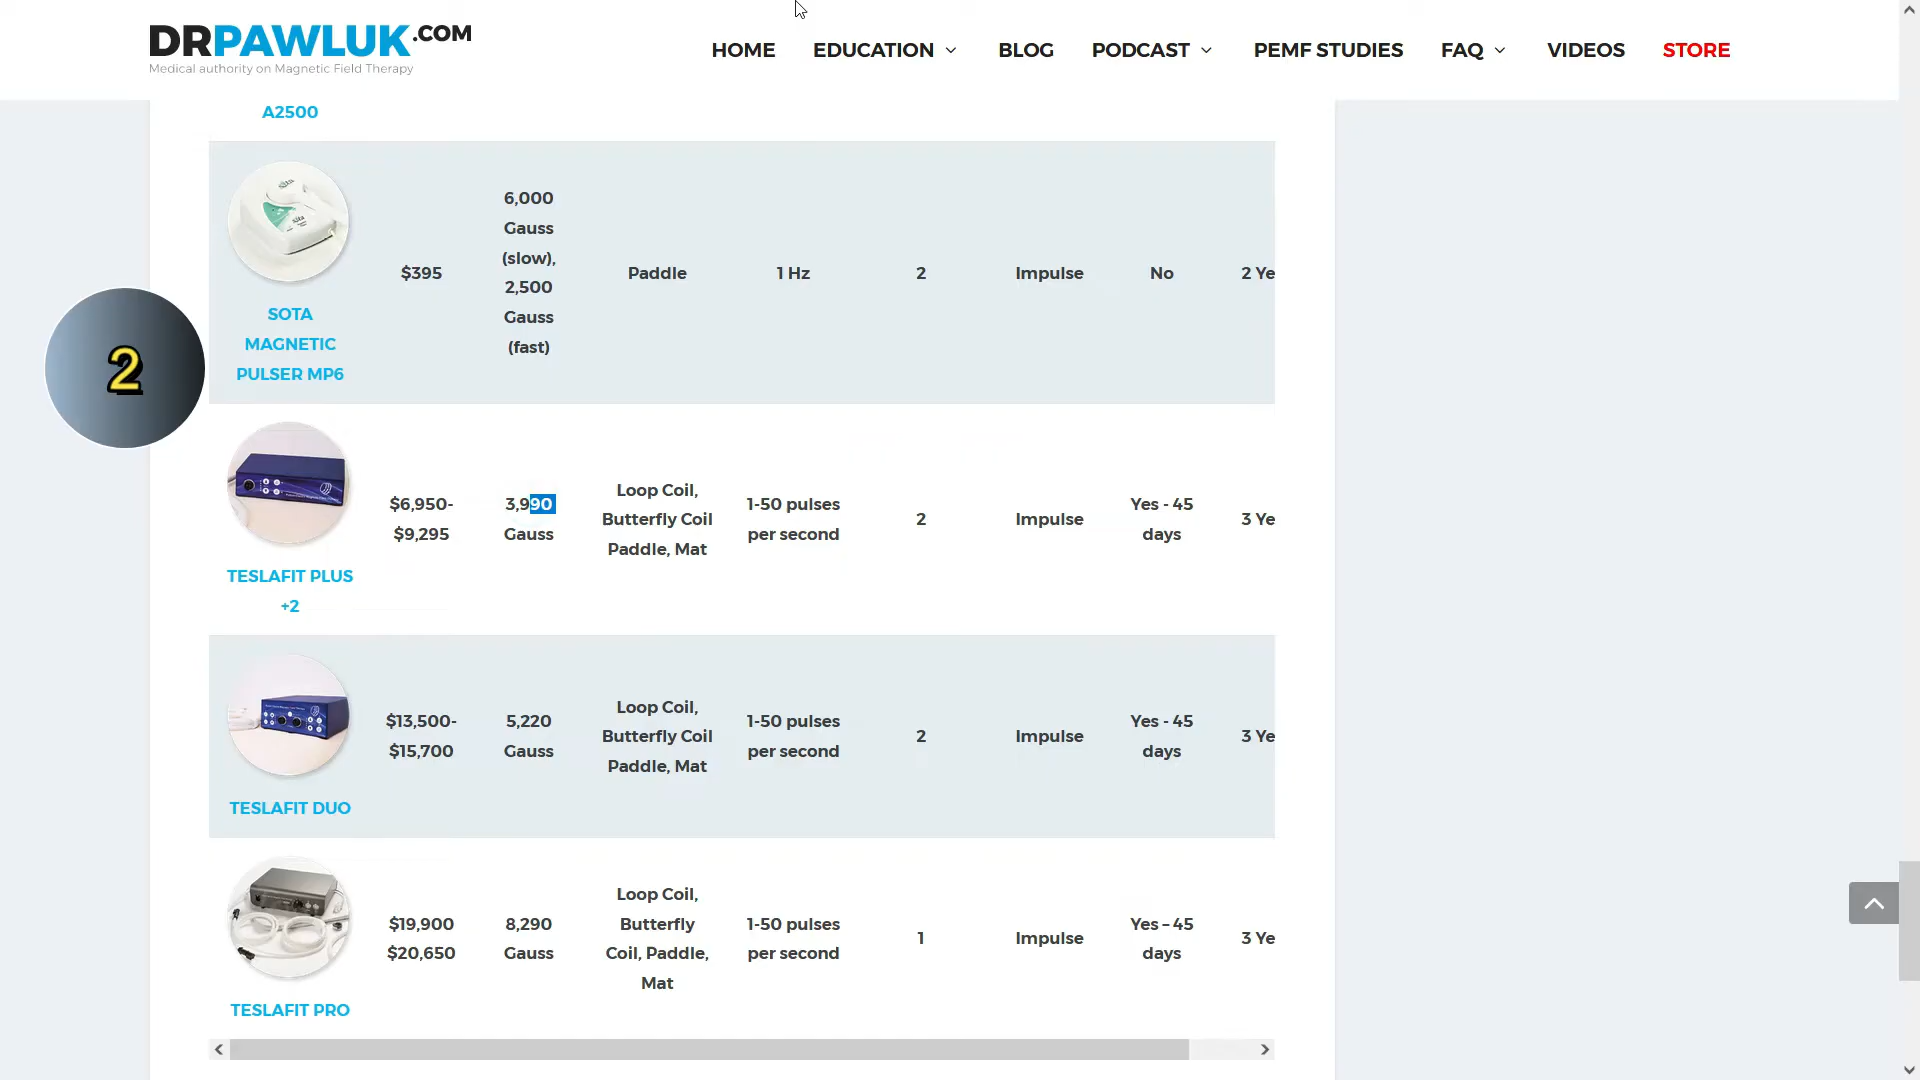 DRPAWLUK.COM
Medical authority on Magnetic Field Therapy
HOME EDUCATION BLOG PODCAST PEMF STUDIES FAQ VIDEOS STORE
A2500
SOTA
MAGNETIC
PULSER MP6
$395
6,000
Gauss
(slow),
2,500
Gauss
(fast)
Paddle
1 Hz
2
Impulse
No
2 Ye
2
TESLAFIT PLUS
+2
$6,950-
$9,295
3,990
Gauss
Loop Coil,
Butterfly Coil
Paddle, Mat
1-50 pulses
per second
2
Impulse
Yes - 45
days
3 Ye
TESLAFIT DUO
$13,500-
$15,700
5,220
Gauss
Loop Coil,
Butterfly Coil
Paddle, Mat
1-50 pulses
per second
2
Impulse
Yes - 45
days
3 Ye
TESLAFIT PRO
$19,900
$20,650
8,290
Gauss
Loop Coil,
Butterfly
Coil, Paddle,
Mat
1-50 pulses
per second
1
Impulse
Yes – 45
days
3 Ye